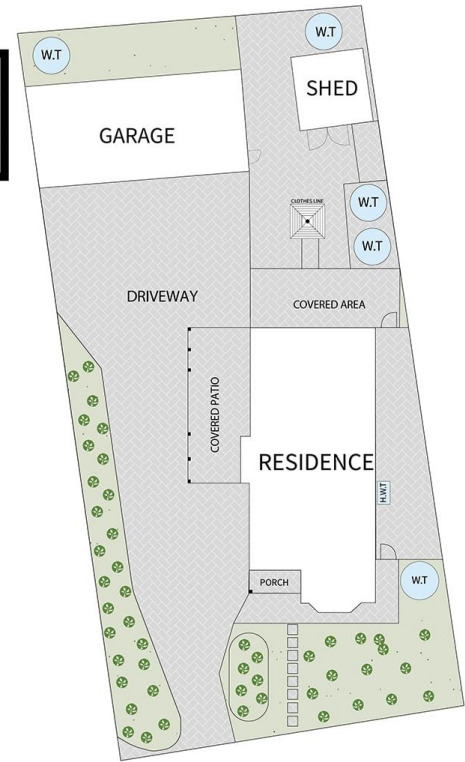 W.T
W.T
SHED
GARAGE
CLOTHES LINE
W.T
W.T
DRIVEWAY
COVERED AREA
COVERED PATIO
RESIDENCE
H.W.T
PORCH
W.T